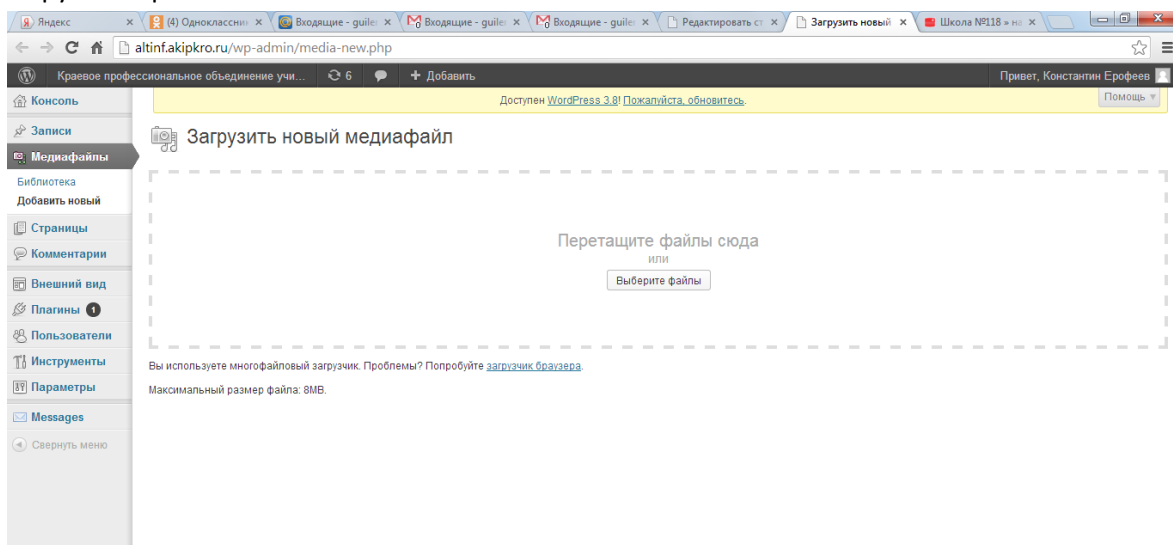 Яндекс
(4) Одноклассни
Входящие - guile
Входящие - guile
Входящие - guile
Редактировать ст
Загрузить новый
Школа №118 » но
altinf.akipkro.ru/wp-admin/media-new.php
Краевое профессиональное объединение учи... 6 + Добавить
Привет, Константин Ерофеев
Консоль
Доступен WordPress 3.8! Пожалуйста, обновитесь.
Помощь
Записи
Загрузить новый медиафайл
Медиафайлы
Библиотека
Добавить новый
Страницы
Комментарии
Внешний вид
Плагины 1
Пользователи
Инструменты
Параметры
Messages
Свернуть меню
Перетащите файлы сюда
или
Выберите файлы
Вы используете многофайловый загрузчик. Проблемы? Попробуйте загрузчик браузера.
Максимальный размер файла: 8MB.